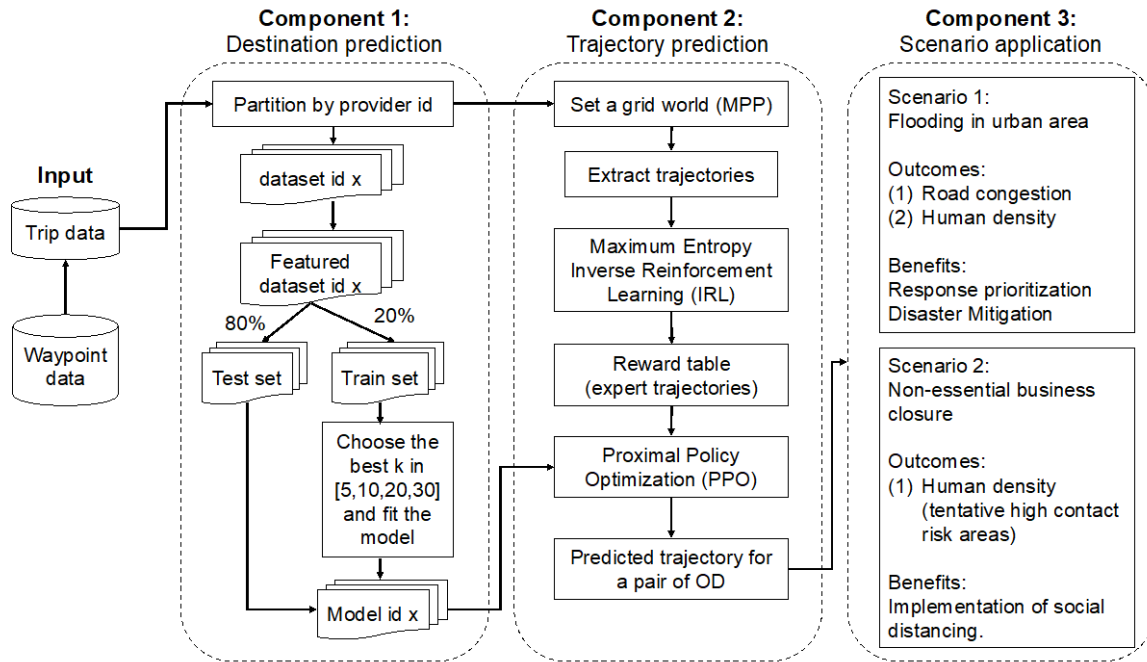 Component 1:
Destination prediction
Component 2:
Trajectory prediction
Component 3:
Scenario application
Input
Trip data
Waypoint
data
Partition by provider id
dataset id x
Featured
dataset id x
80%
20%
Test set
Train set
Choose the
best k in
[5,10,20,30]
and fit the
model
Model id x
Set a grid world (MPP)
Extract trajectories
Maximum Entropy
Inverse Reinforcement
Learning (IRL)
Reward table
(expert trajectories)
Proximal Policy
Optimization (PPO)
Predicted trajectory for
a pair of OD
Scenario 1:
Flooding in urban area
Outcomes:
(1) Road congestion
(2) Human density
Benefits:
Response prioritization
Disaster Mitigation
Scenario 2:
Non-essential business
closure
Outcomes:
(1) Human density
(tentative high contact
risk areas)
Benefits:
Implementation of social
distancing.